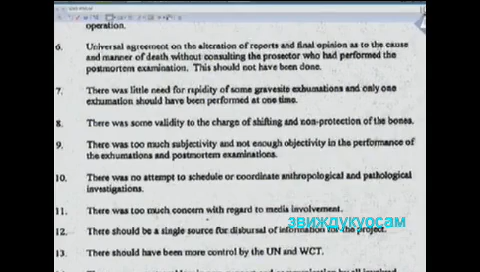 operation.
6. Universal agreement on the alteration of reports and final opinion as to the cause
and manner of death without consulting the prosector who had performed the
postmortem examination. This should not have been done.
7. There was little need for rapidity of some gravesite exhumations and only one
exhumation should have been performed at one time.
8. There was some validity to the charge of shifting and non-protection of the bones.
9. There was too much subjectivity and not enough objectivity in the performance of
the exhumations and postmortem examinations.
10. There was no attempt to schedule or coordinate anthropological and pathological
investigations.
11. There was too much concern with regard to media involvement.
звиждукуосам
12. There should be a single source for disbursal of information for the project.
13. There should have been more control by the UN and WCT.